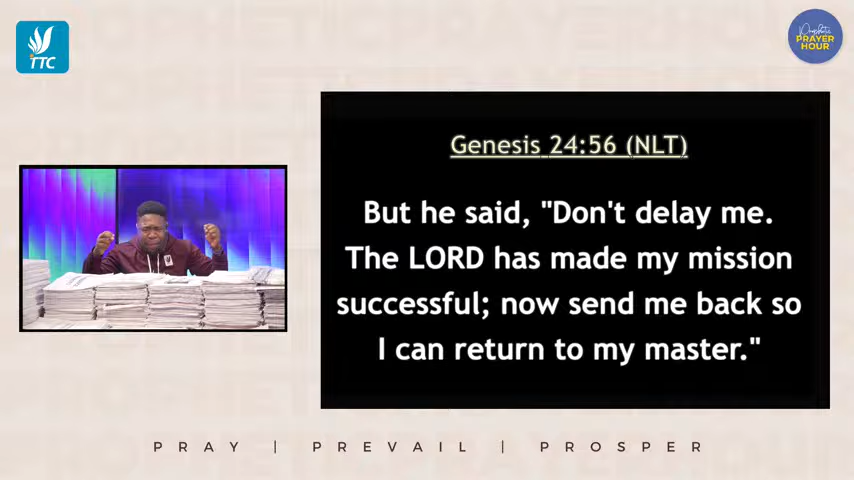 TTC
Prophetic
PRAYER
HOUR
Genesis 24:56 (NLT)
But he said, "Don't delay me.
The LORD has made my mission
successful; now send me back so
I can return to my master."
PRAY | PREVAIL | PROSPER